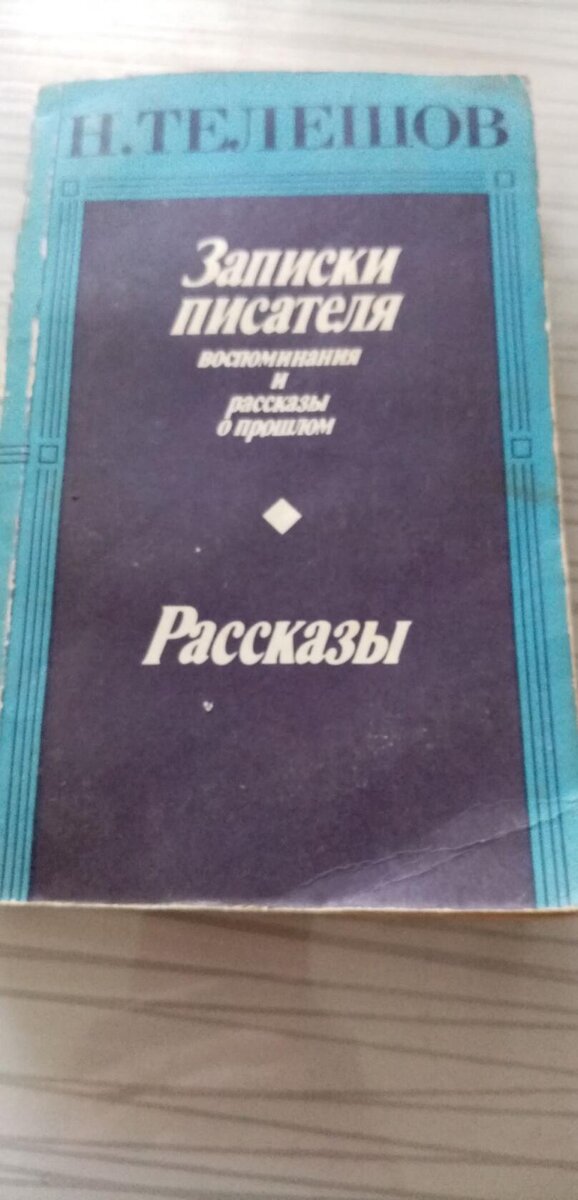 Н. ТЕЛЕШОВ
Записки
писателя
воспоминания
и
рассказы
о прошлом
Рассказы